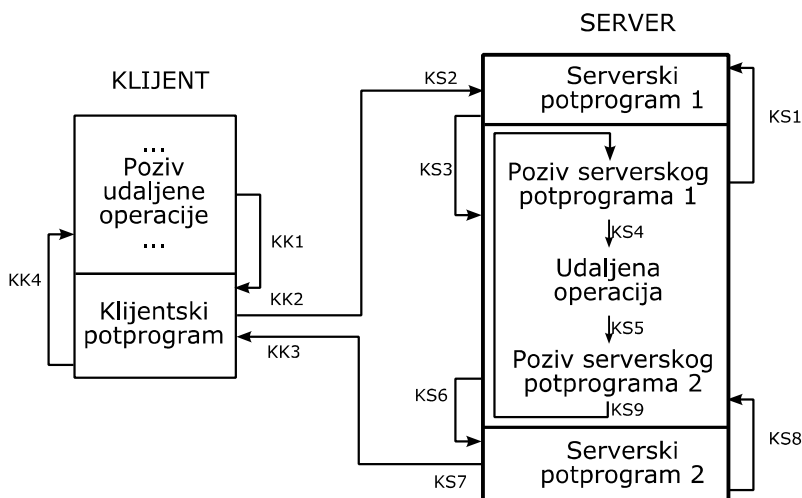 SERVER
KLIJENT
...
Poziv
udaljene
operacije
...
Klijentski
potprogram
KK1
KK2
KK3
KK4
KS2
Serverski
potprogram 1
KS1
KS3
Poziv serverskog
potprograma 1
KS4
Udaljena
operacija
KS5
Poziv serverskog
potprograma 2
KS9
KS6
KS7
Serverski
potprogram 2
KS8